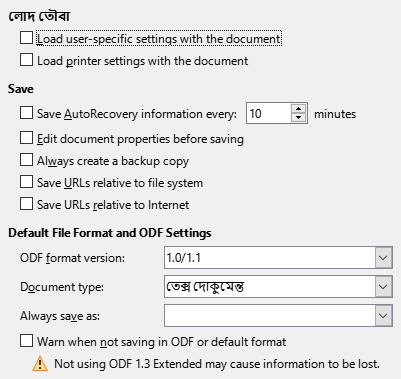 লোদ তৌবা
Load user-specific settings with the document
Load printer settings with the document
Save
Save AutoRecovery information every: 10 minutes
Edit document properties before saving
Always create a backup copy
Save URLs relative to file system
Save URLs relative to Internet
Default File Format and ODF Settings
ODF format version: 1.0/1.1
Document type: তেক্স দোকুমেন্ত
Always save as:
Warn when not saving in ODF or default format
Not using ODF 1.3 Extended may cause information to be lost.